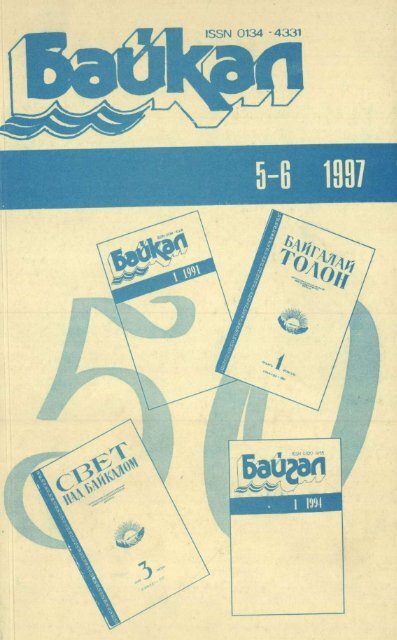 ISSN 0134 - 4331
Байкал
5-6 1997
50
Байкал
1 1991
БАЙГАЛАЙ
ТОЛОН
1
СВЕТ
НАД БАЙКАЛОМ
3
Байгал
1 1994